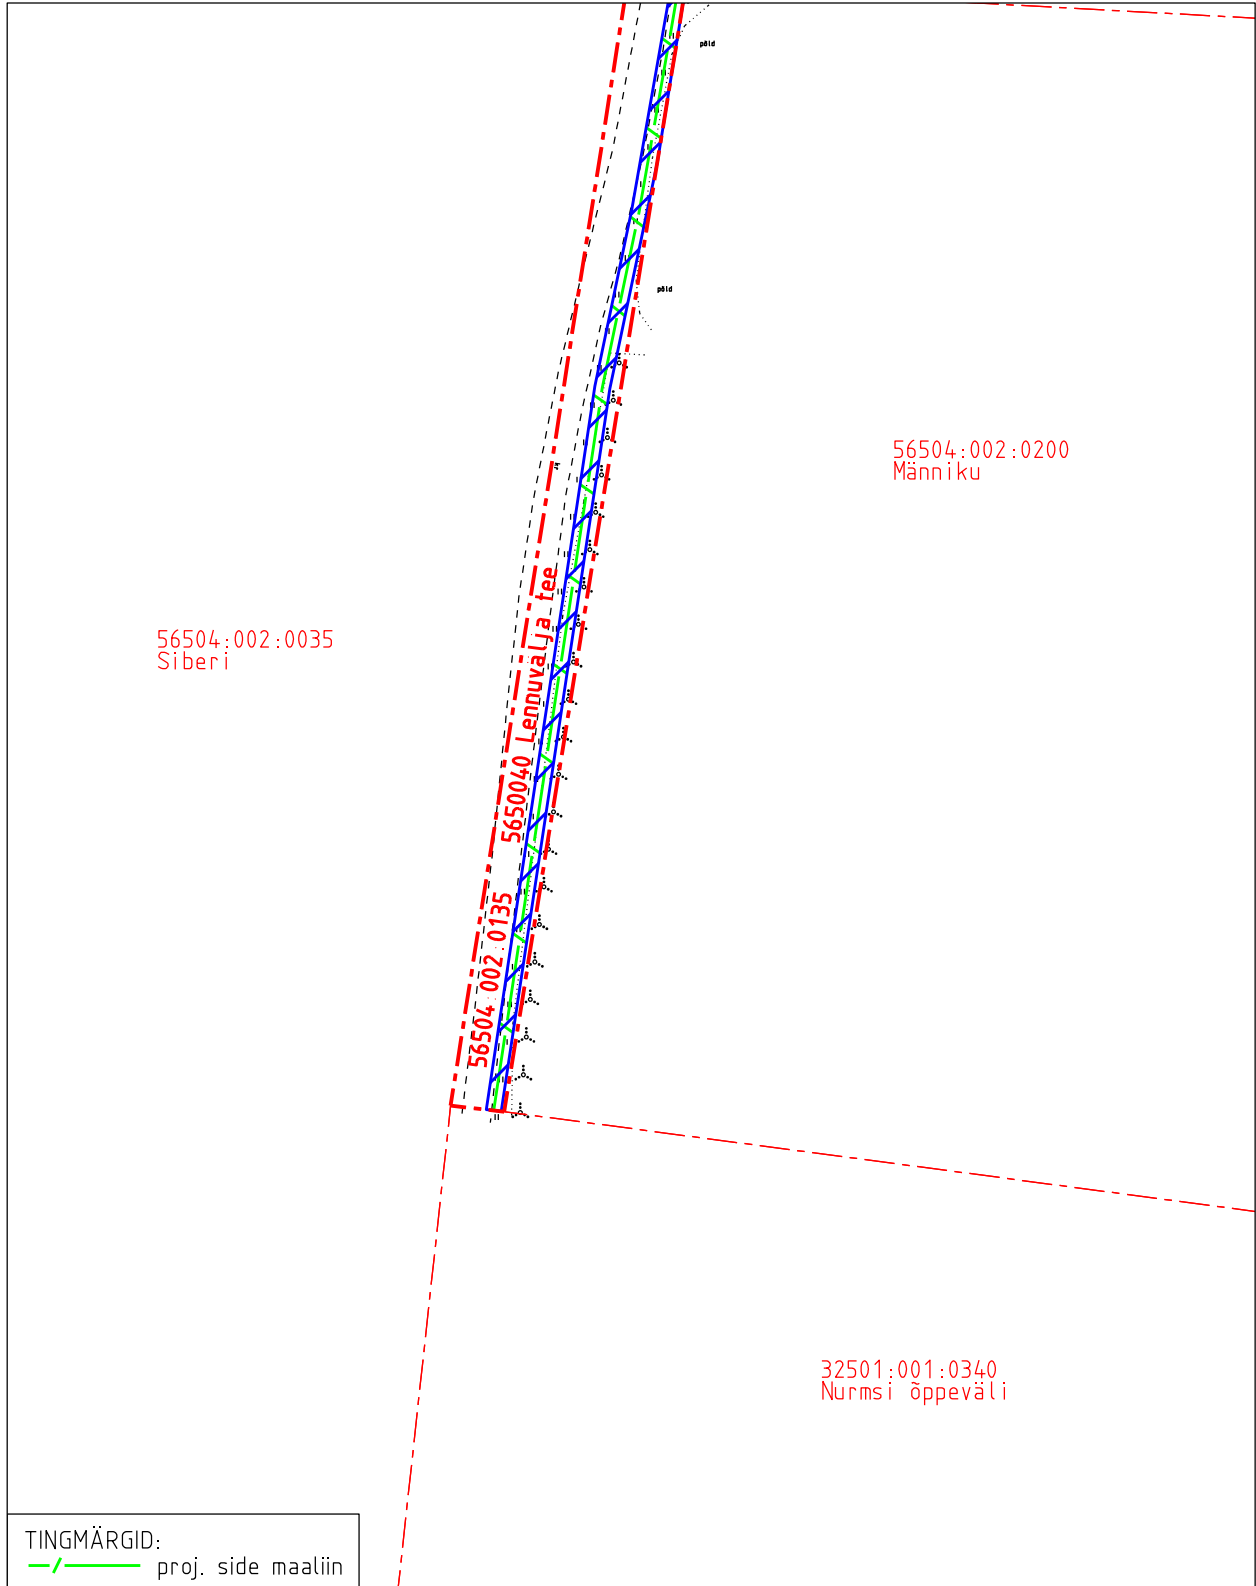 põld
põld
56504:002:0200
Männiku
kr
5650040 Lennuvälja tee
56504:002:0135
56504:002:0035
Siberi
32501:001:0340
Nurmsi õppeväli
TINGMÄRGID:
proj. side maaliin